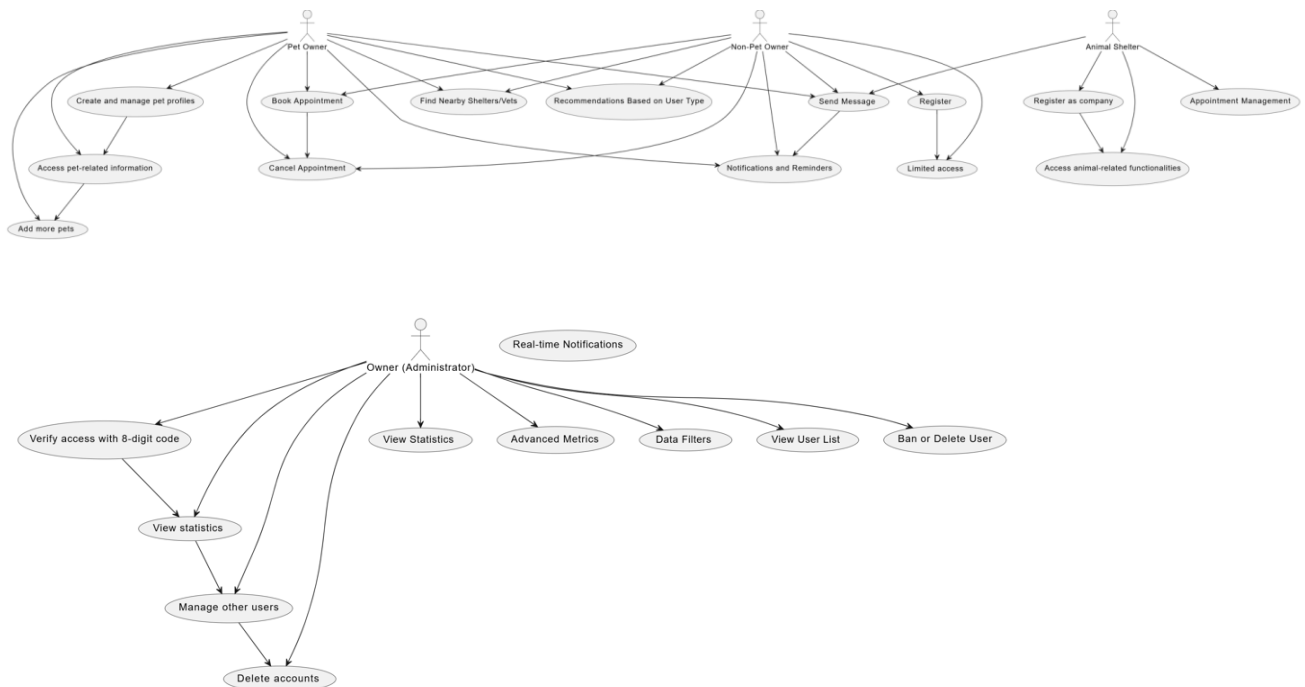 Pet Owner
Non-Pet Owner
Animal Shelter
Create and manage pet profiles
Book Appointment
Find Nearby Shelters/Vets
Recommendations Based on User Type
Send Message
Register
Register as company
Appointment Management
Access pet-related information
Cancel Appointment
Notifications and Reminders
Limited access
Access animal-related functionalities
Add more pets
Real-time Notifications
Owner (Administrator)
Verify access with 8-digit code
View Statistics
Advanced Metrics
Data Filters
View User List
Ban or Delete User
View statistics
Manage other users
Delete accounts